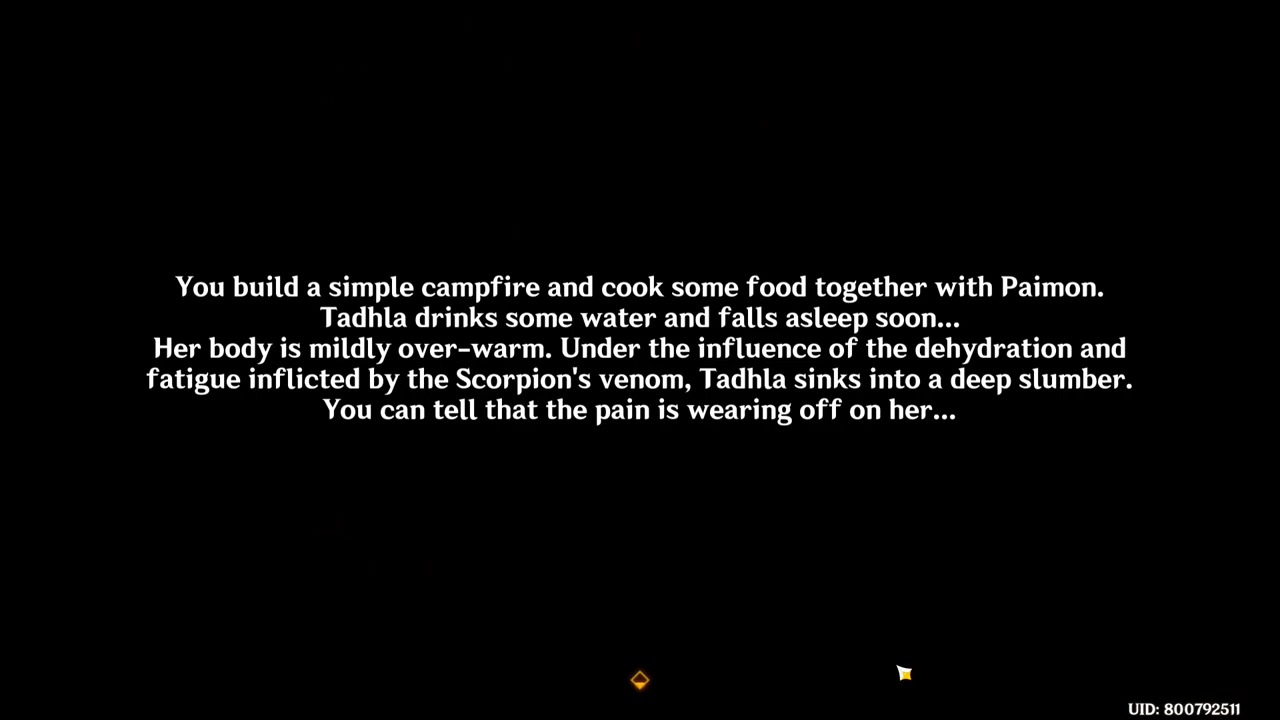 You build a simple campfire and cook some food together with Paimon.
Tadhla drinks some water and falls asleep soon...
Her body is mildly over-warm. Under the influence of the dehydration and
fatigue inflicted by the Scorpion's venom, Tadhla sinks into a deep slumber.
You can tell that the pain is wearing off on her...
UID: 800792511